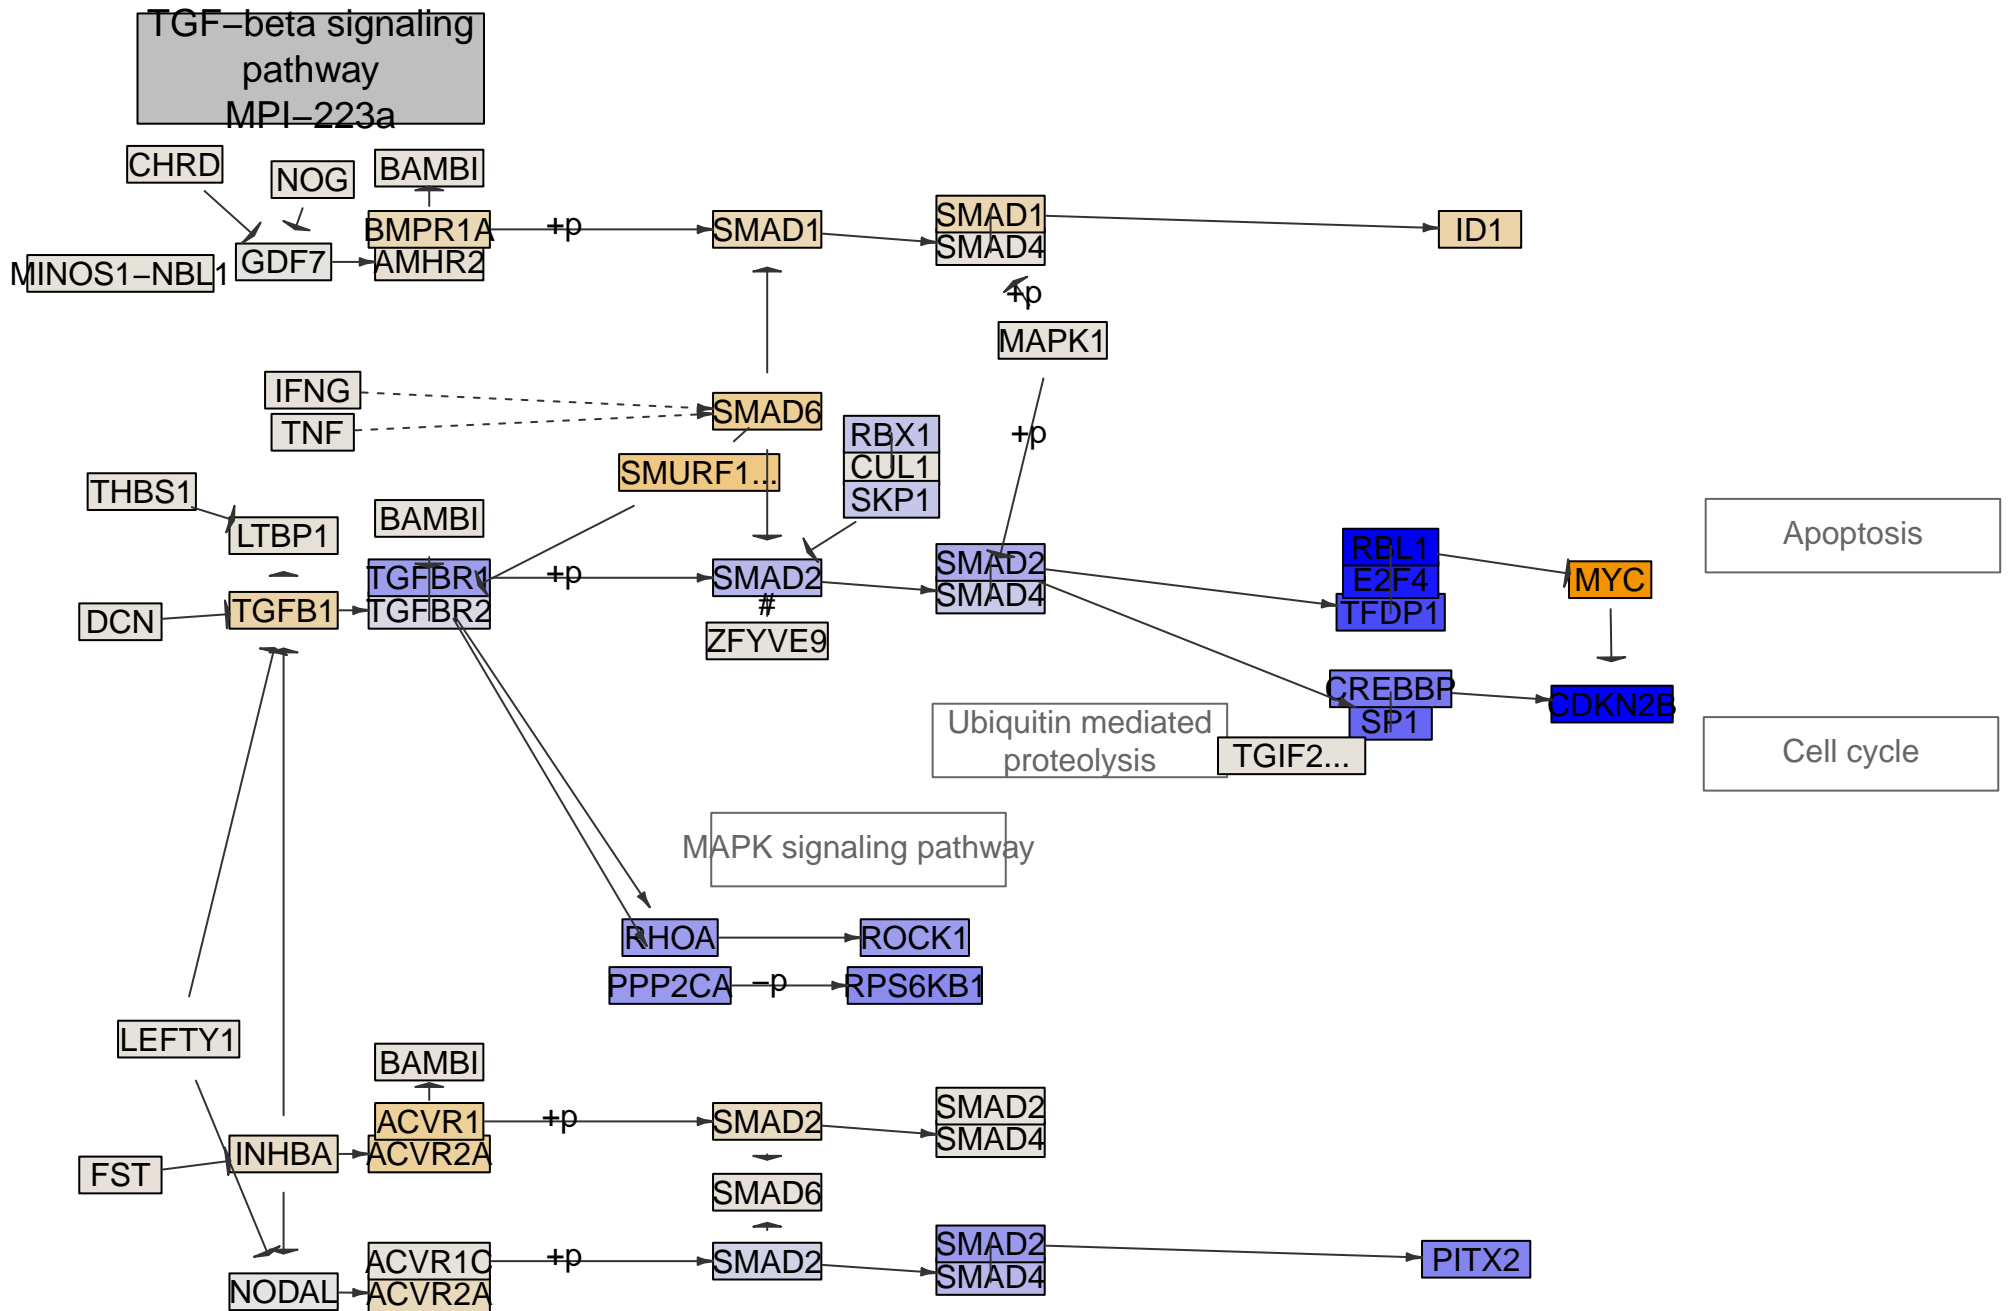 TGF−beta signaling
pathway
MPI−223a
CHRD
NOG
BAMBI
BMPR1A
+p
SMAD1
SMAD1
SMAD4
ID1
MINOS1−NBL1
GDF7
AMHR2
+p
MAPK1
IFNG
TNF
SMAD6
RBX1
CUL1
SKP1
+p
SMURF1...
THBS1
LTBP1
BAMBI
TGFBR1
TGFBR2
+p
SMAD2
#
ZFYVE9
SMAD2
SMAD4
RBL1
E2F4
TFDP1
MYC
Apoptosis
DCN
TGFB1
CREBBP
SP1
TGIF2...
CDKN2B
Cell cycle
Ubiquitin mediated
proteolysis
MAPK signaling pathway
RHOA
ROCK1
PPP2CA
−p
RPS6KB1
LEFTY1
BAMBI
ACVR1
ACVR2A
+p
SMAD2
SMAD2
SMAD4
INHBA
FST
SMAD6
ACVR1C
ACVR2A
+p
SMAD2
SMAD2
SMAD4
PITX2
NODAL